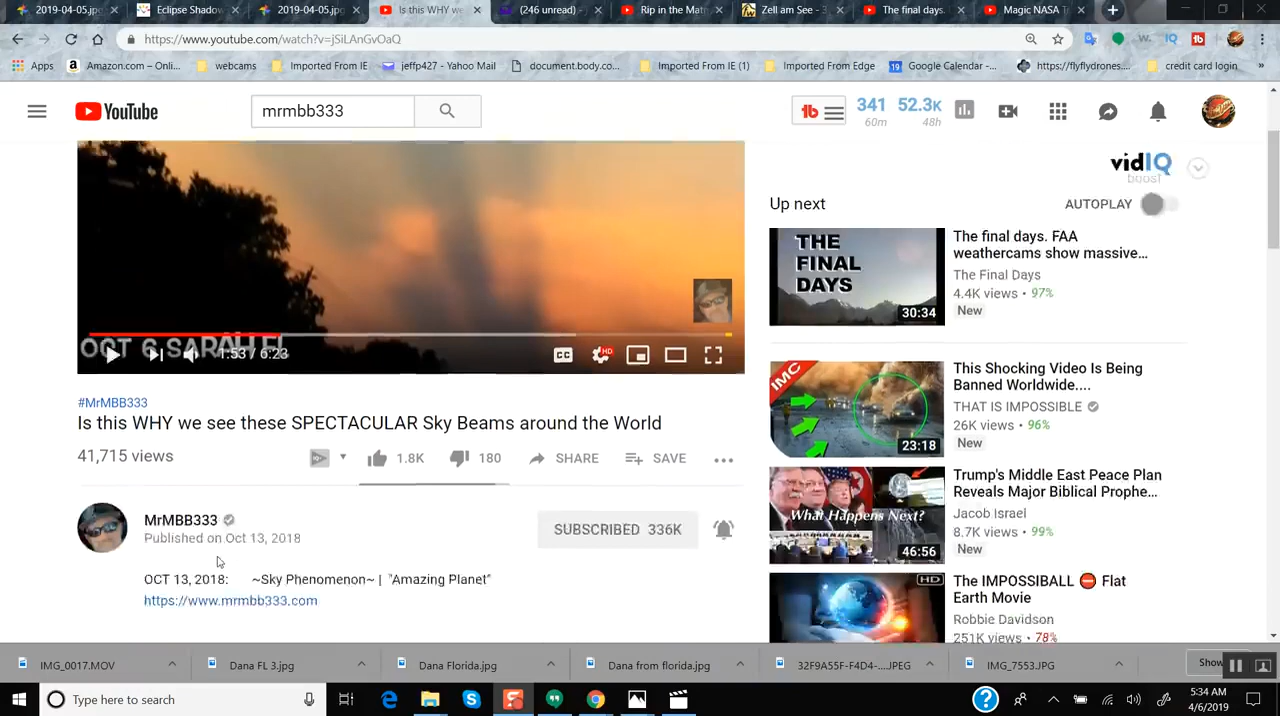 2019-04-05.jpg
Eclipse Shadow
2019-04-05.jpg
Is this WHY we
(246 unread) -
Rip in the Mat
Zell am See -
The final days.
Magic NASA T
https://www.youtube.com/watch?v=jSiLAnGvOaQ
Apps
Amazon.com – Onli...
webcams
Imported From IE
jeffp427 - Yahoo Mail
document.body.co...
Imported From IE (1)
Imported From Edge
Google Calendar -...
https://flyflydrones....
credit card login
YouTube
mrmbb333
341
60m
52.3K
48h
vidIQ
boost
Up next
AUTOPLAY
THE
FINAL
DAYS
30:34
The final days. FAA
weathercams show massive...
The Final Days
4.4K views • 97%
New
OCT 6 SARAH FL
1:53 / 6:23
CC
HD
#MrMBB333
Is this WHY we see these SPECTACULAR Sky Beams around the World
41,715 views
1.8K
180
SHARE
SAVE
IMC
23:18
This Shocking Video Is Being
Banned Worldwide....
THAT IS IMPOSSIBLE
26K views • 96%
New
What Happens Next?
46:56
Trump's Middle East Peace Plan
Reveals Major Biblical Prophe...
Jacob Israel
8.7K views • 99%
New
MrMBB333
Published on Oct 13, 2018
SUBSCRIBED 336K
OCT 13, 2018: ~Sky Phenomenon~ | "Amazing Planet"
https://www.mrmbb333.com
HD
The IMPOSSIBALL ⛔ Flat
Earth Movie
Robbie Davidson
251K views • 78%
IMG_0017.MOV
Dana FL 3.jpg
Dana Florida.jpg
Dana from florida.jpg
32F9A55F-F4D4-....JPEG
IMG_7553.JPG
Show
Type here to search
5:34 AM
4/6/2019